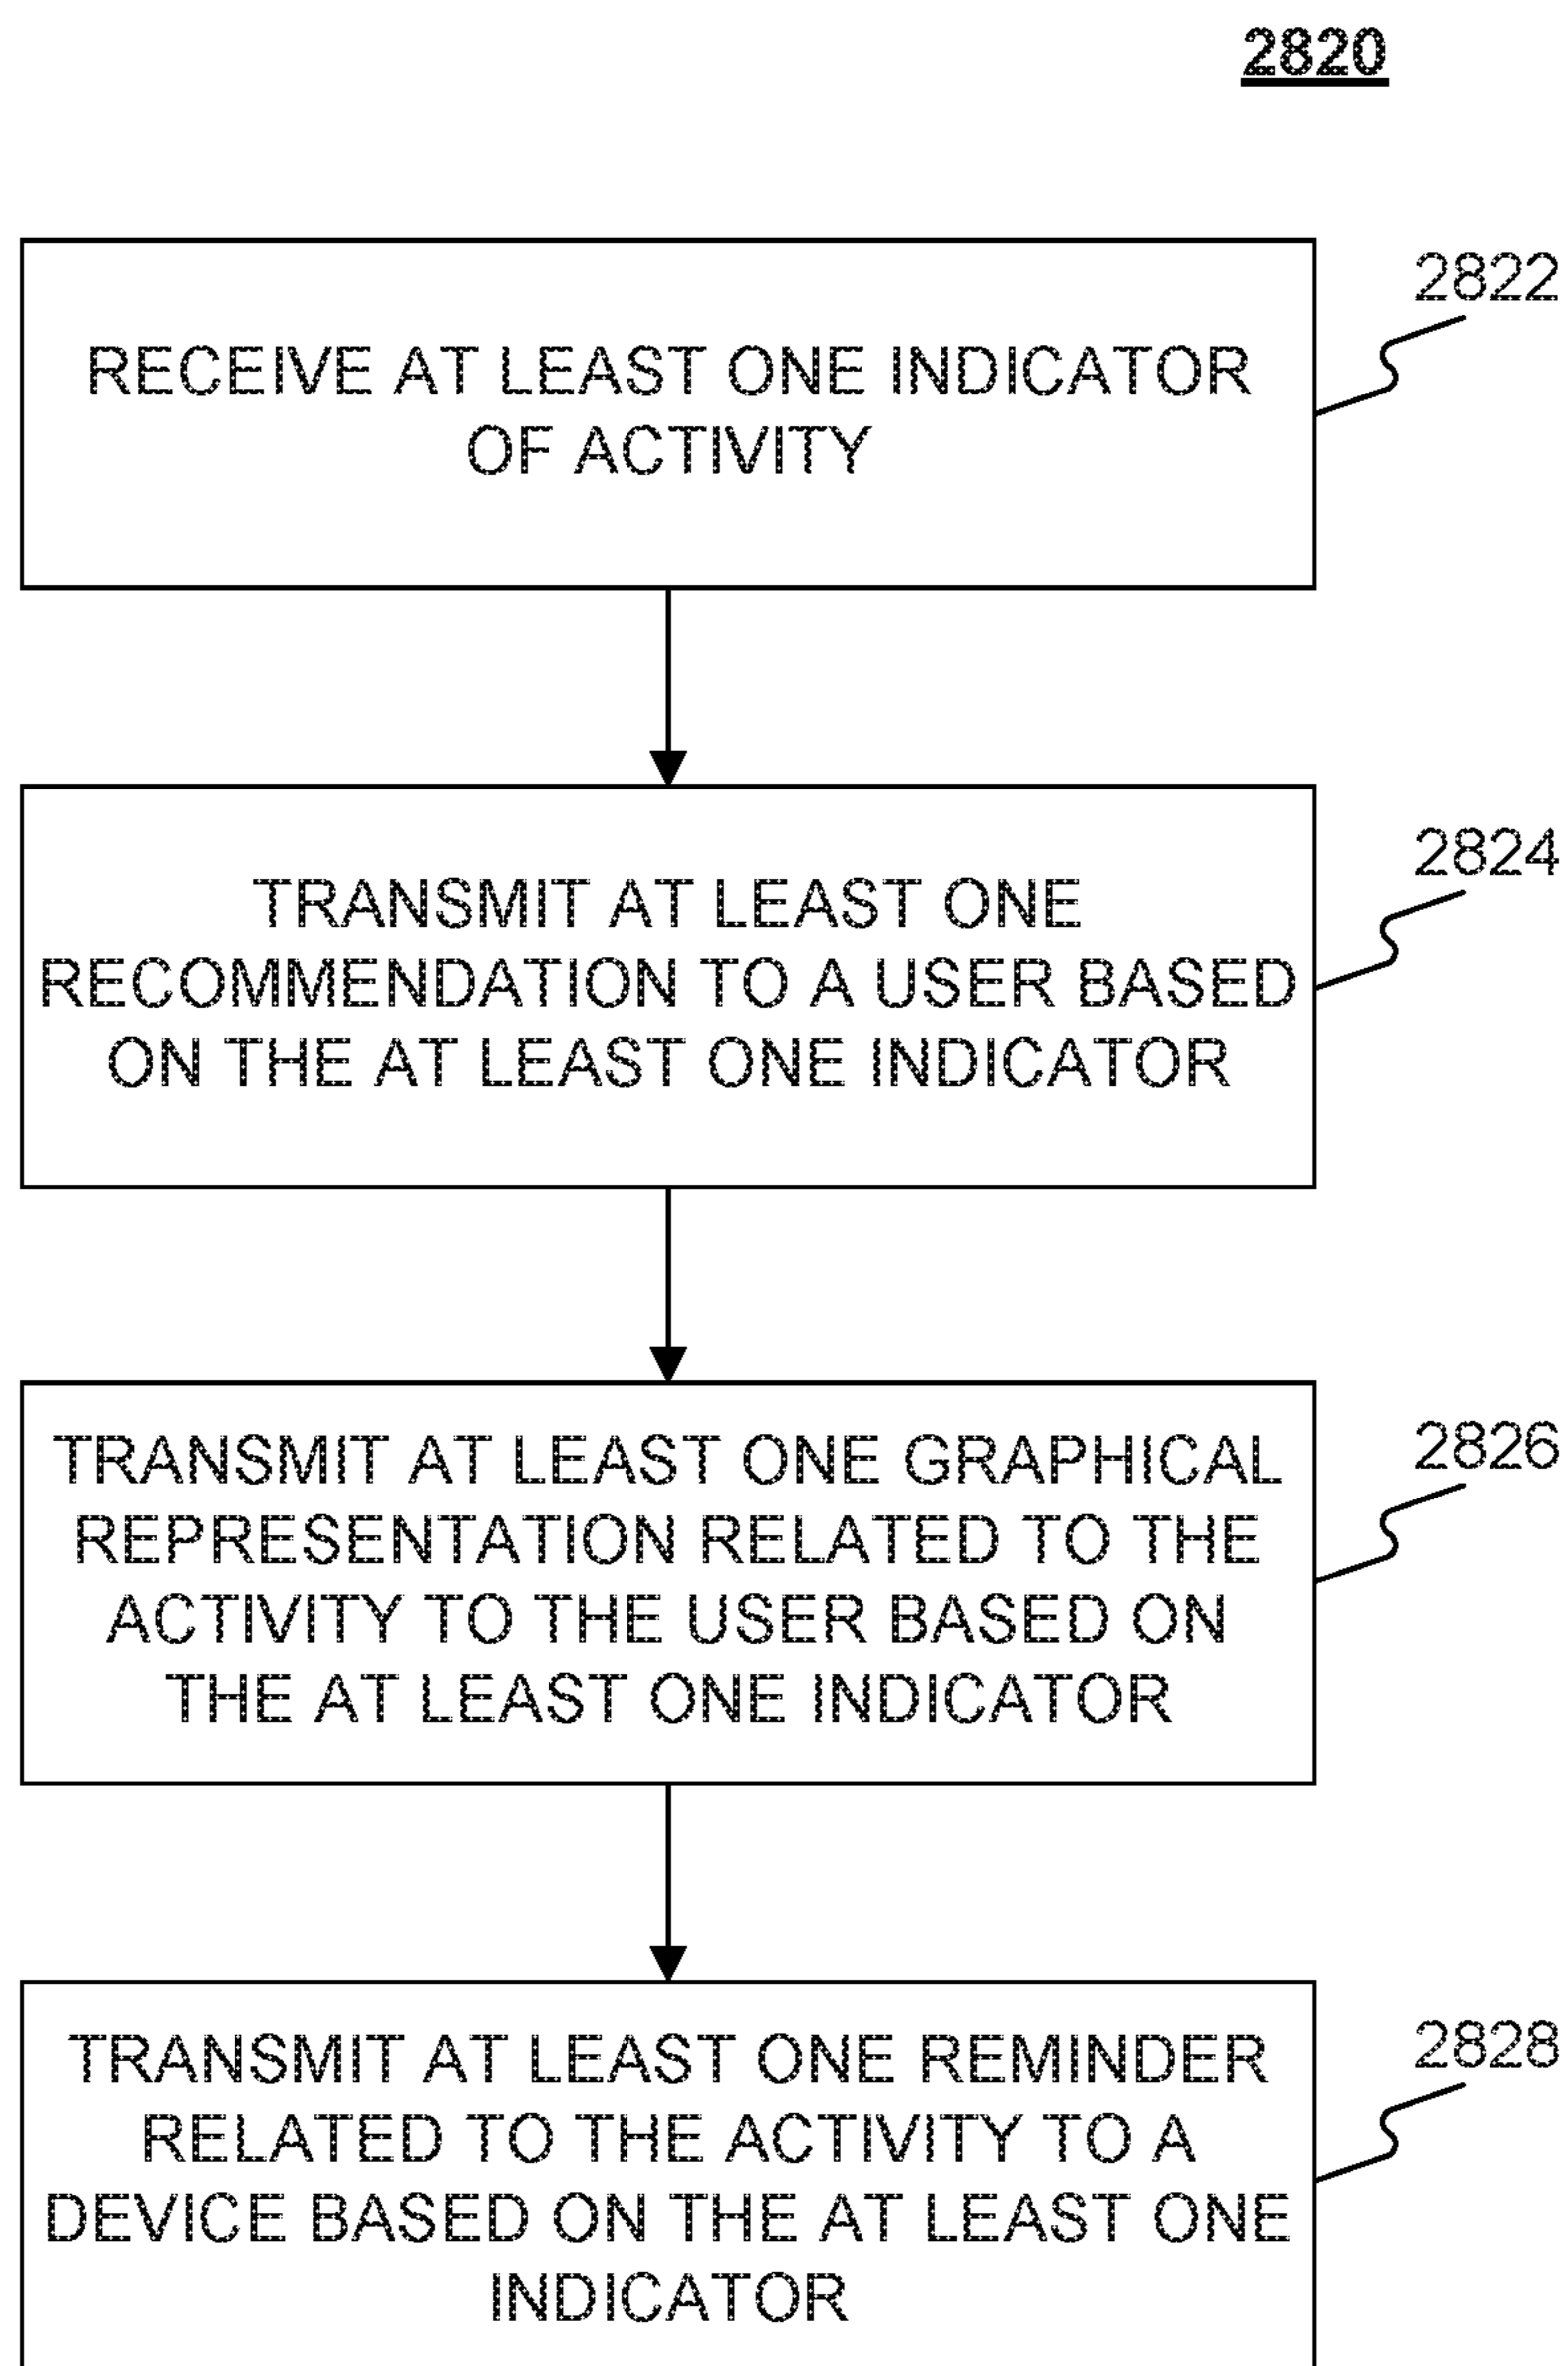 2820
2822
RECEIVE AT LEAST ONE INDICATOR
OF ACTIVITY
2824
TRANSMIT AT LEAST ONE
RECOMMENDATION TO A USER BASED
ON THE AT LEAST ONE INDICATOR
2826
TRANSMIT AT LEAST ONE GRAPHICAL
REPRESENTATION RELATED TO THE
ACTIVITY TO THE USER BASED ON
THE AT LEAST ONE INDICATOR
2828
TRANSMIT AT LEAST ONE REMINDER
RELATED TO THE ACTIVITY TO A
DEVICE BASED ON THE AT LEAST ONE
INDICATOR